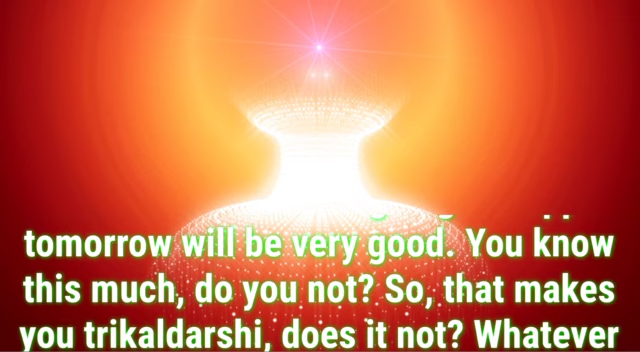 tomorrow will be very good. You know
this much, do you not? So, that makes
you trikaldarshi, does it not? Whatever